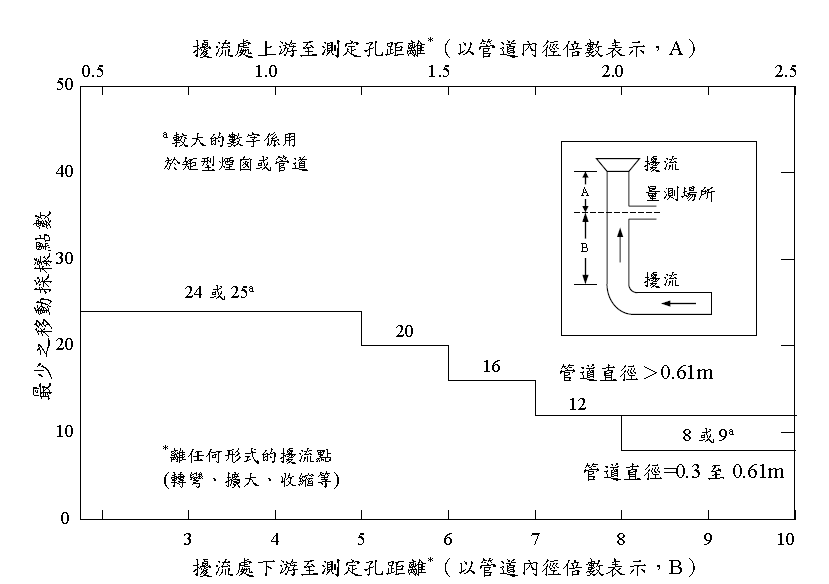 擾流處上游至測定孔距離*（以管道內徑倍數表示，A）
0.5 1.0 1.5 2.0 2.5
50
40
30
20
10
0
最少之移動採樣點數
a較大的數字係用
於矩型煙囪或管道
擾流
A
量測場所
B
擾流
24 或 25a
20
16
管道直徑＞0.61m
12
8 或 9a
*離任何形式的擾流點
(轉彎、擴大、收縮等)
管道直徑=0.3 至 0.61m
3 4 5 6 7 8 9 10
擾流處下游至測定孔距離*（以管道內徑倍數表示，B）